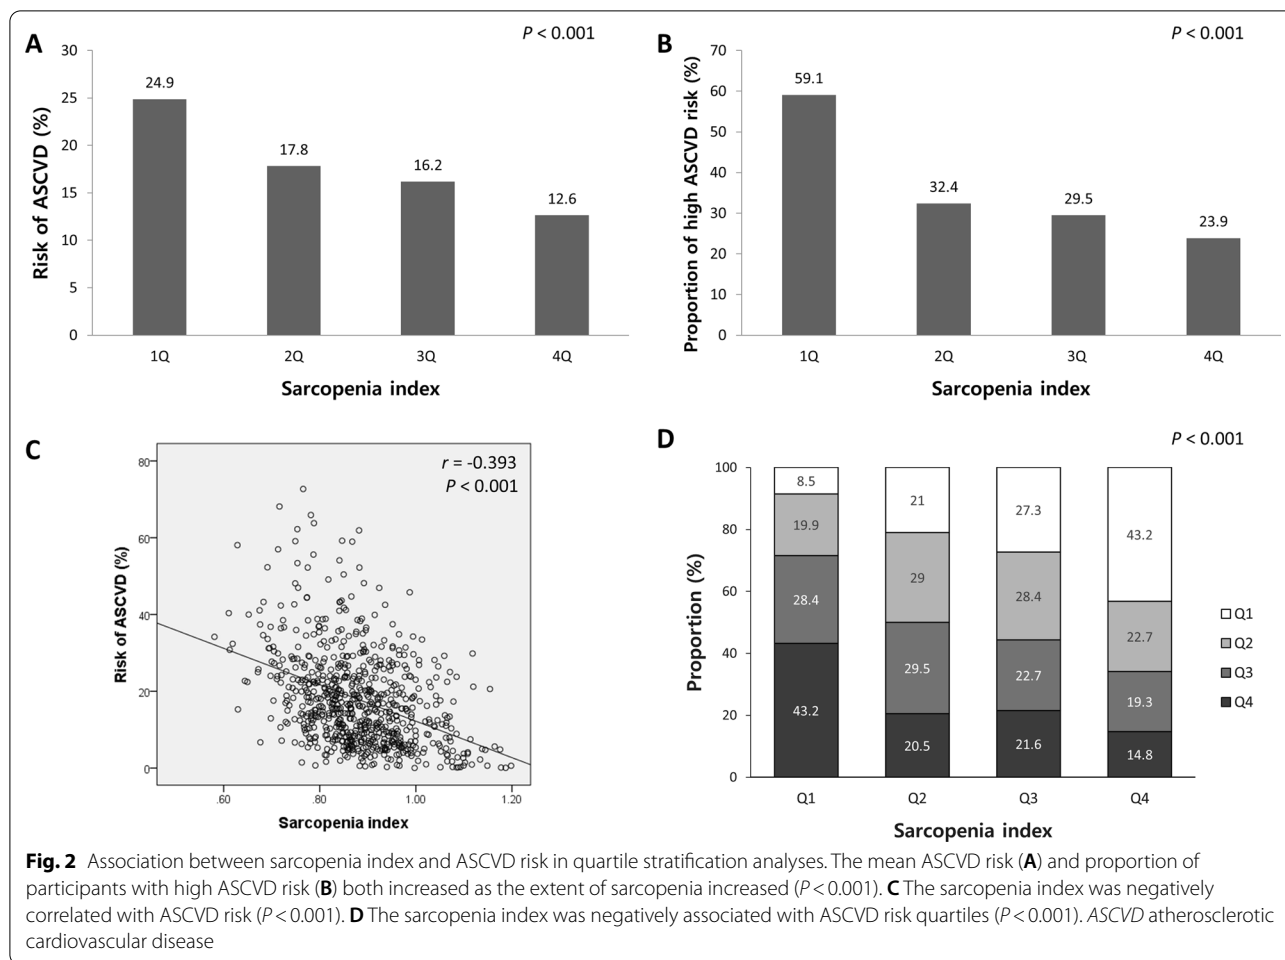 A
P < 0.001
Risk of ASCVD (%)
30
25
20
15
10
5
0
24.9
17.8
16.2
12.6
1Q 2Q 3Q 4Q
Sarcopenia index
B
P < 0.001
Proportion of high ASCVD risk (%)
70
60
50
40
30
20
10
0
59.1
32.4
29.5
23.9
1Q 2Q 3Q 4Q
Sarcopenia index
C
r = -0.393
P < 0.001
Risk of ASCVD (%)
80
60
40
20
0
.60 .80 1.00 1.20
Sarcopenia index
D
P < 0.001
Proportion (%)
100
80
60
40
20
0
8.5 21 27.3 43.2
19.9 29 28.4 22.7
28.4 29.5 22.7 19.3
43.2 20.5 21.6 14.8
Q1 Q2 Q3 Q4
Sarcopenia index
Q1
Q2
Q3
Q4
Fig. 2 Association between sarcopenia index and ASCVD risk in quartile stratification analyses. The mean ASCVD risk (A) and proportion of
participants with high ASCVD risk (B) both increased as the extent of sarcopenia increased (P < 0.001). C The sarcopenia index was negatively
correlated with ASCVD risk (P < 0.001). D The sarcopenia index was negatively associated with ASCVD risk quartiles (P < 0.001). ASCVD atherosclerotic
cardiovascular disease